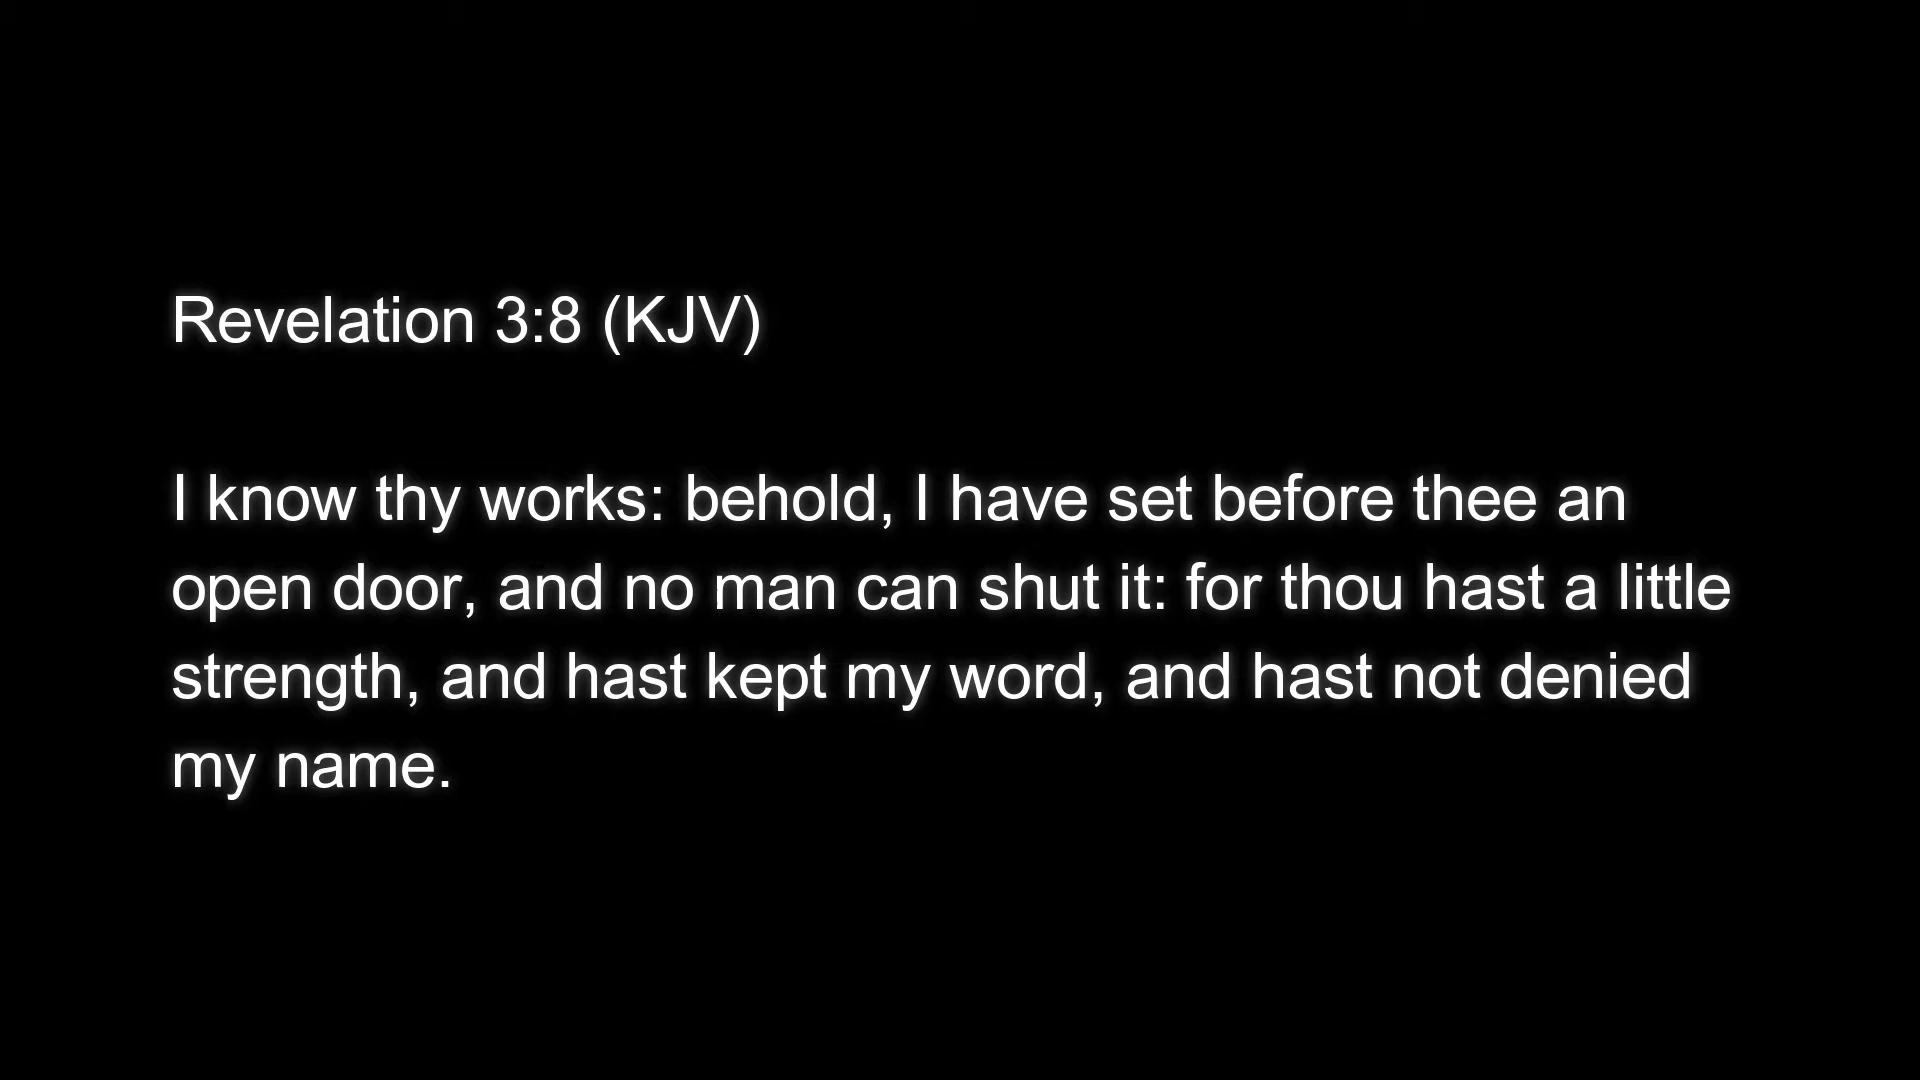 Revelation 3:8 (KJV)
I know thy works: behold, I have set before thee an
open door, and no man can shut it: for thou hast a little
strength, and hast kept my word, and hast not denied
my name.